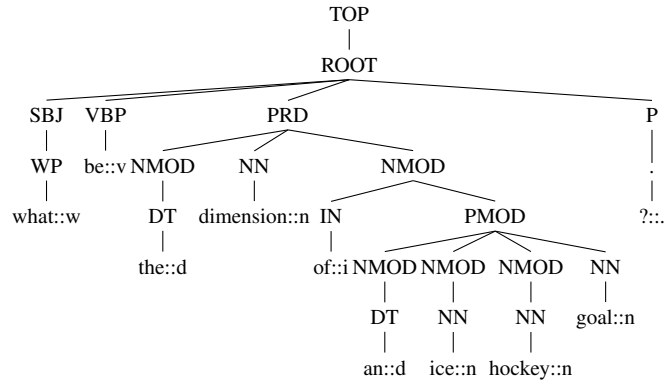 TOP
ROOT
SBJ VBP PRD P
WP be::v NMOD NN NMOD .
what::w DT dimension::n IN PMOD ?::.
the::d of::i NMOD NMOD NMOD NN
DT NN NN goal::n
an::d ice::n hockey::n